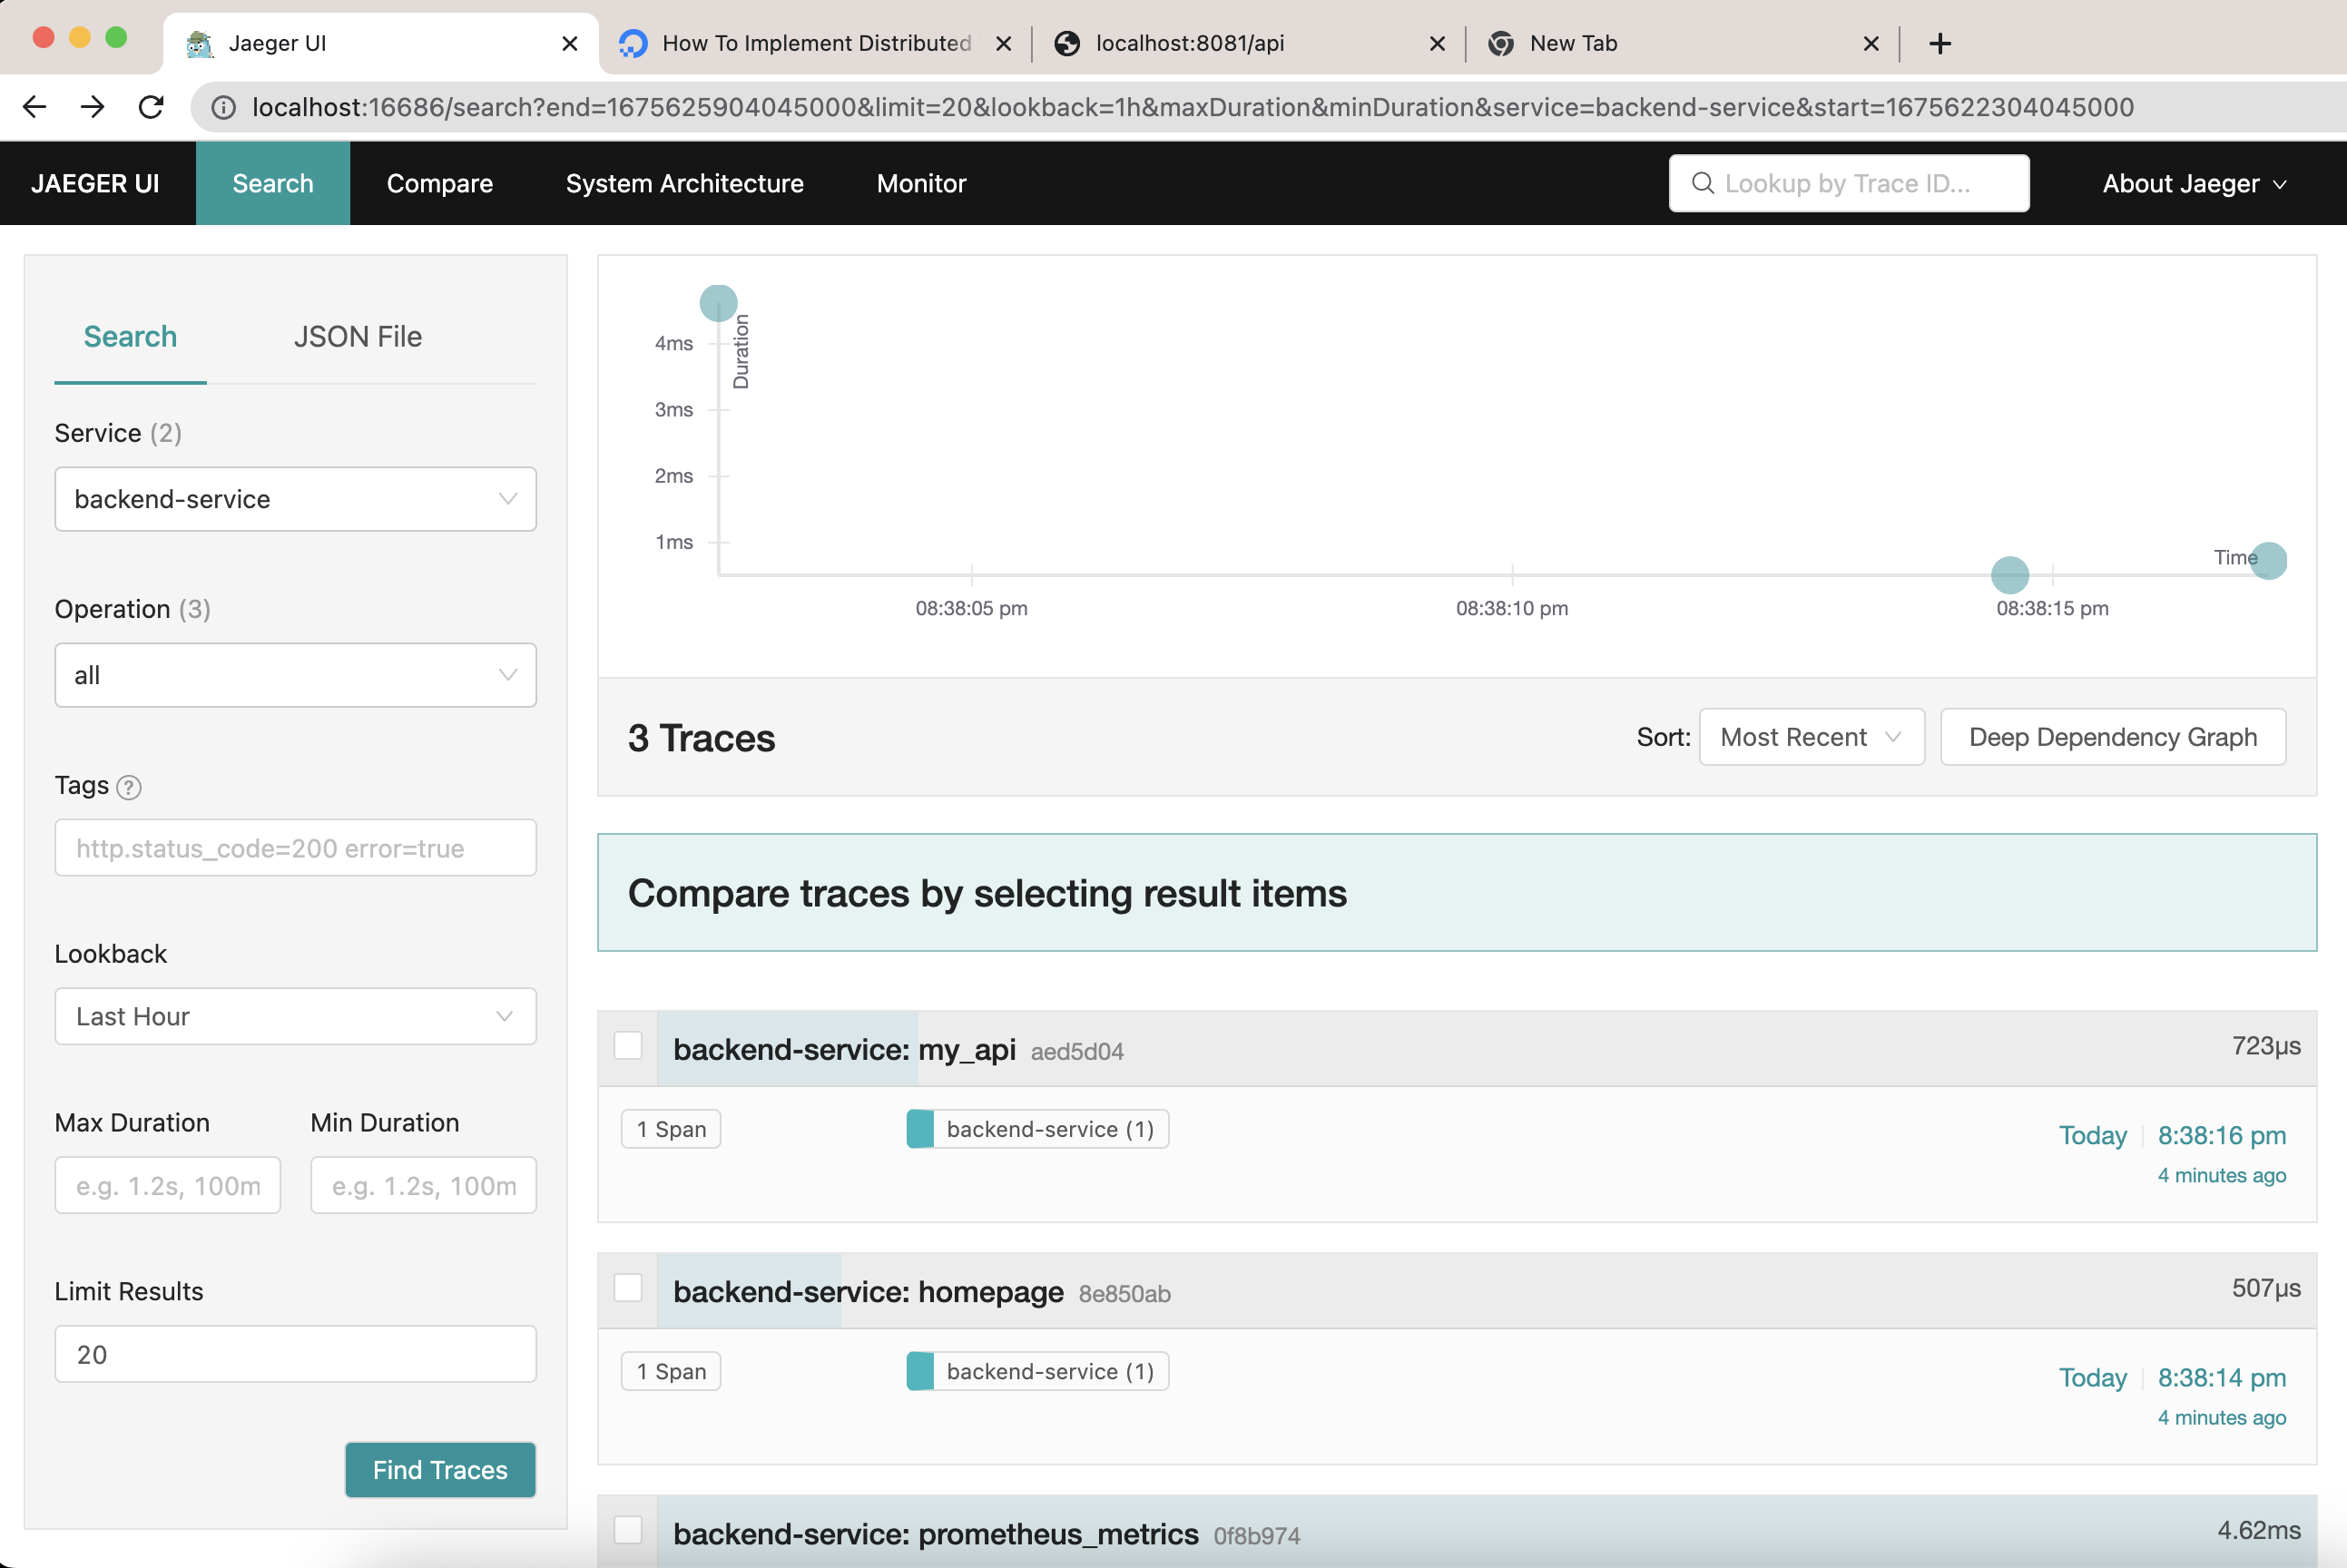 Jaeger UI
How To Implement Distributed
localhost:8081/api
New Tab
localhost:16686/search?end=1675625904045000&limit=20&lookback=1h&maxDuration&minDuration&service=backend-service&start=1675622304045000
JAEGER UI
Search
Compare
System Architecture
Monitor
Lookup by Trace ID...
About Jaeger
Search
JSON File
Service (2)
backend-service
Operation (3)
all
Tags ?
http.status_code=200 error=true
Lookback
Last Hour
Max Duration
Min Duration
e.g. 1.2s, 100m
e.g. 1.2s, 100m
Limit Results
20
Find Traces
Duration
4ms
3ms
2ms
1ms
Time
08:38:05 pm
08:38:10 pm
08:38:15 pm
3 Traces
Sort:
Most Recent
Deep Dependency Graph
Compare traces by selecting result items
backend-service: my_api aed5d04
723μs
1 Span
backend-service (1)
Today
8:38:16 pm
4 minutes ago
backend-service: homepage 8e850ab
507μs
1 Span
backend-service (1)
Today
8:38:14 pm
4 minutes ago
backend-service: prometheus_metrics 0f8b974
4.62ms